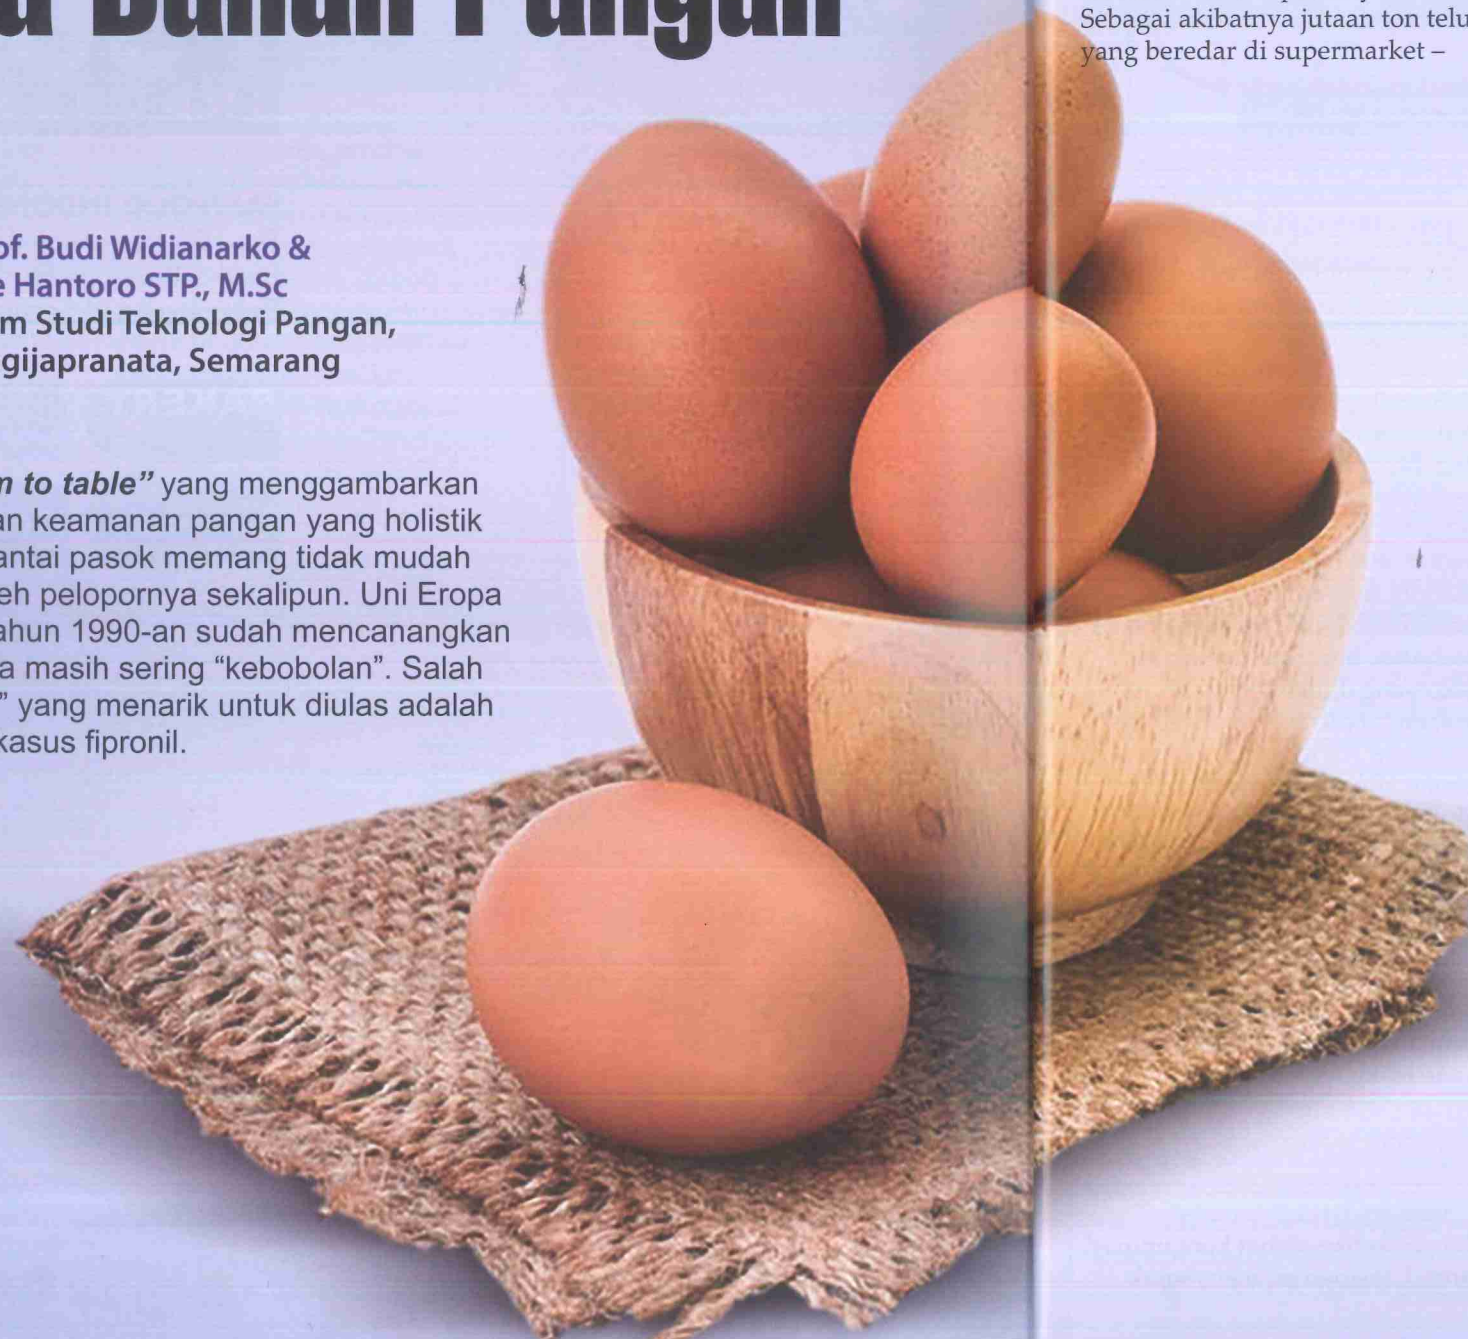 a Bahan Pangan
of. Budi Widianarko &
e Hantoro STP., M.Sc
m Studi Teknologi Pangan,
gijapranata, Semarang
m to table” yang menggambarkan
an keamanan pangan yang holistik
antai pasok memang tidak mudah
eh pelopornya sekalipun. Uni Eropa
ahun 1990-an sudah mencanangkan
a masih sering “kebobolan”. Salah
” yang menarik untuk diulas adalah
kasus fipronil.
Sebagai akibatnya jutaan ton telu
yang beredar di supermarket –